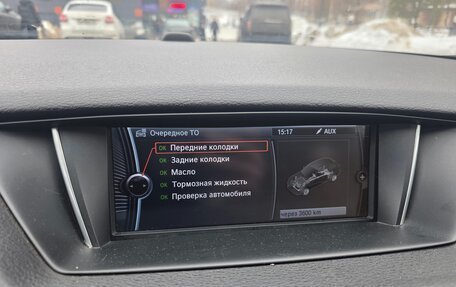 Очередное ТО 15:17 AUX
OK Передние колодки
OK Задние колодки
OK Масло
OK Тормозная жидкость
OK Проверка автомобиля
через 3600 km